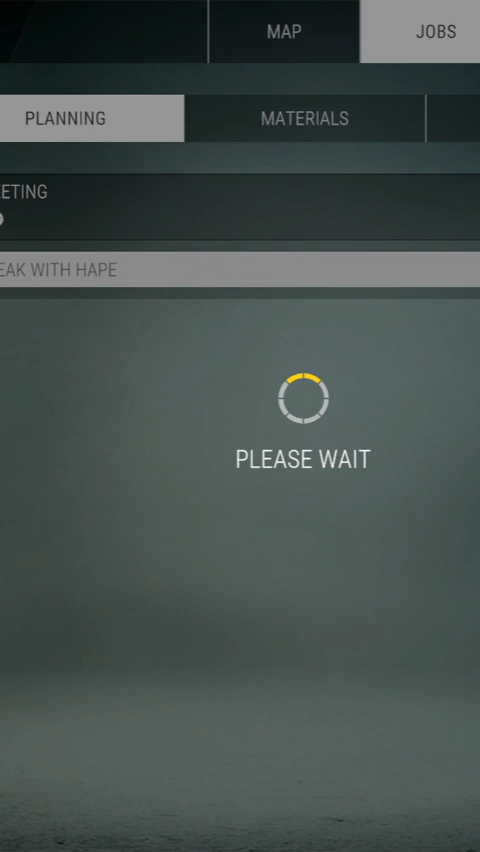 MAP
JOBS
PLANNING
MATERIALS
ETING
EAK WITH HAPE
PLEASE WAIT